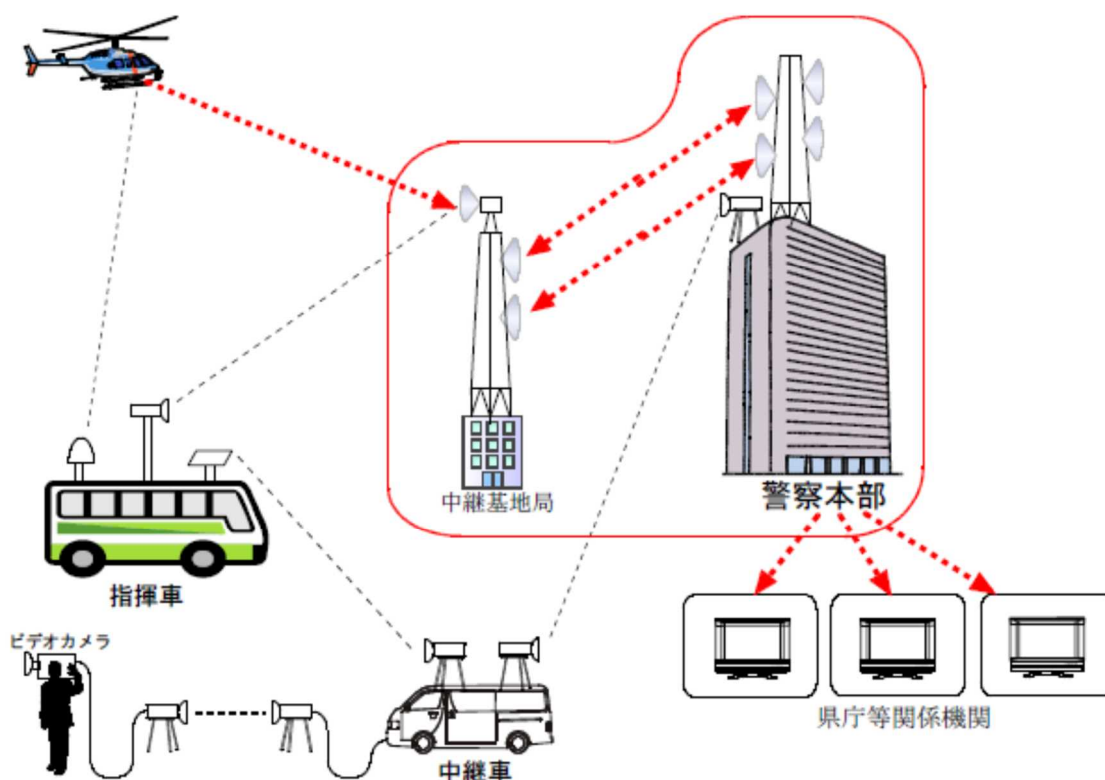 中継基地局
警察本部
指揮車
ビデオカメラ
県庁等関係機関
中継車